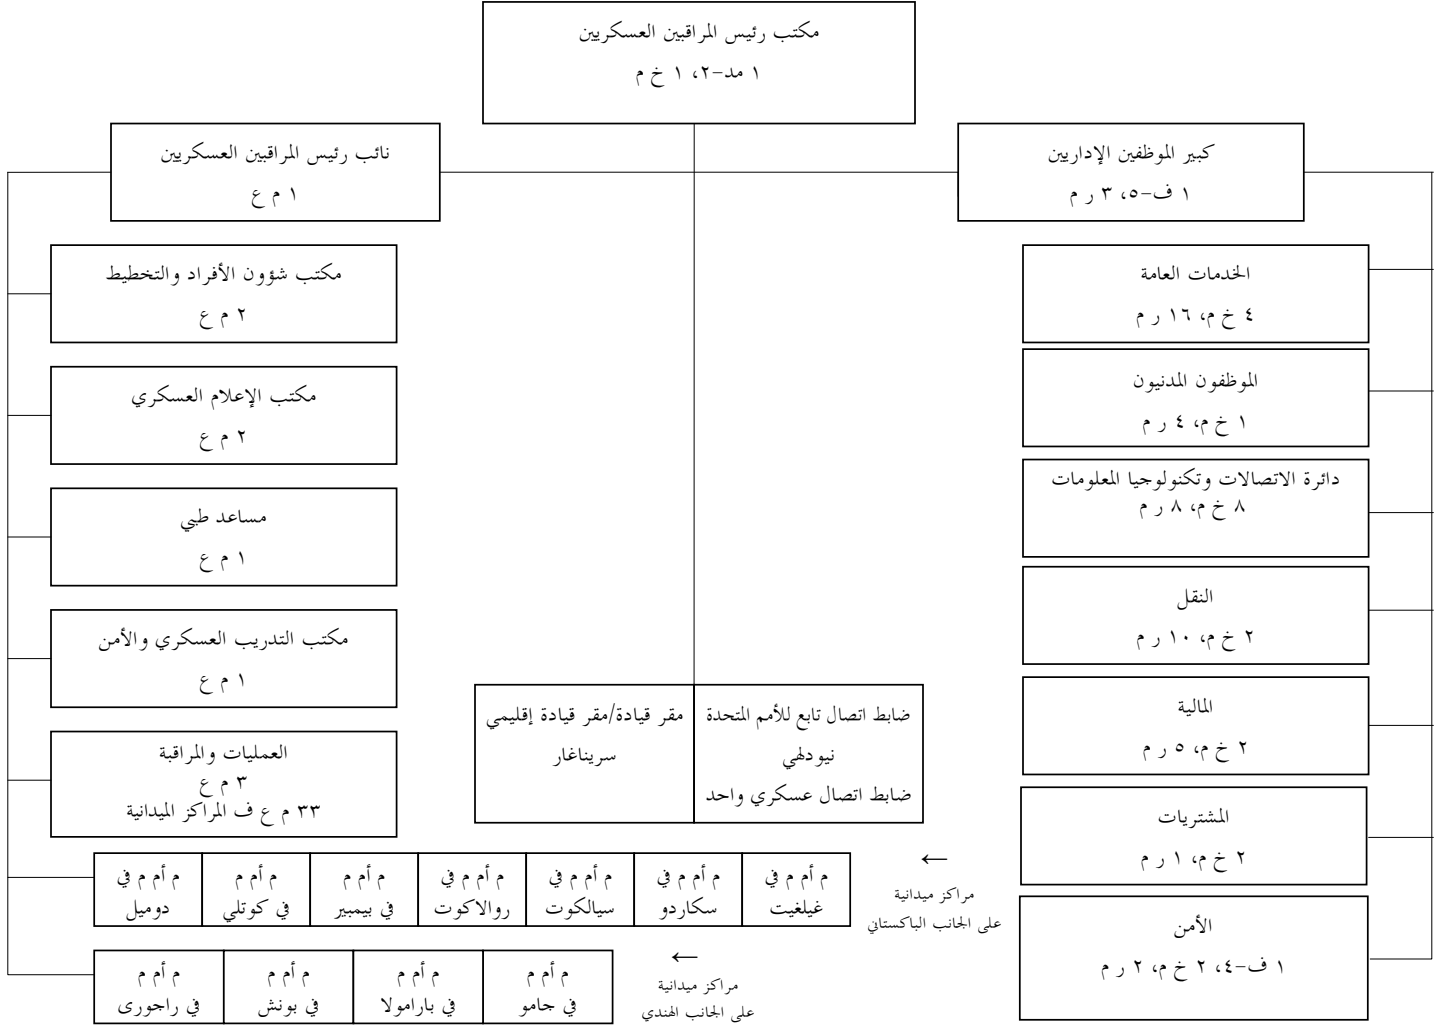 مكتب رئيس المراقبين العسكريين
١ مد-٢، ١ خ م
كبير الموظفين الإداريين
١ ف-٥، ٣ ر م
نائب رئيس المراقبين العسكريين
١ م ع
الخدمات العامة
٤ خ م، ١٦ ر م
الموظفون المدنيون
١ خ م، ٤ ر م
دائرة الاتصالات وتكنولوجيا المعلومات
٨ خ م، ٨ ر م
النقل
٢ خ م، ١٠ ر م
المالية
٢ خ م، ٥ ر م
المشتريات
٢ خ م، ١ ر م
الأمن
١ ف-٤، ٢ خ م، ٢ ر م
ضابط اتصال تابع للأمم المتحدة
نيودلهي
ضابط اتصال عسكري واحد
مقر قيادة/مقر قيادة إقليمي
سريناغار
مكتب شؤون الأفراد والتخطيط
٢ م ع
مكتب الإعلام العسكري
٢ م ع
مساعد طبي
١ م ع
مكتب التدريب العسكري والأمن
١ م ع
العمليات والمراقبة
٣ م ع
٣٣ م ع ف المراكز الميدانية
←
مراكز ميدانية
على الجانب الباكستاني
م أم م في
غيلغيت
م أم م في
سكاردو
م أم م في
سيالكوت
م أم م في
روالاكوت
م أم م
في بيمبير
م أم م
في كوتلي
م أم م في
دوميل
←
مراكز ميدانية
على الجانب الهندي
م أم م
في جامو
م أم م
في بارامولا
م أم م
في بونش
م أم م
في راجورى